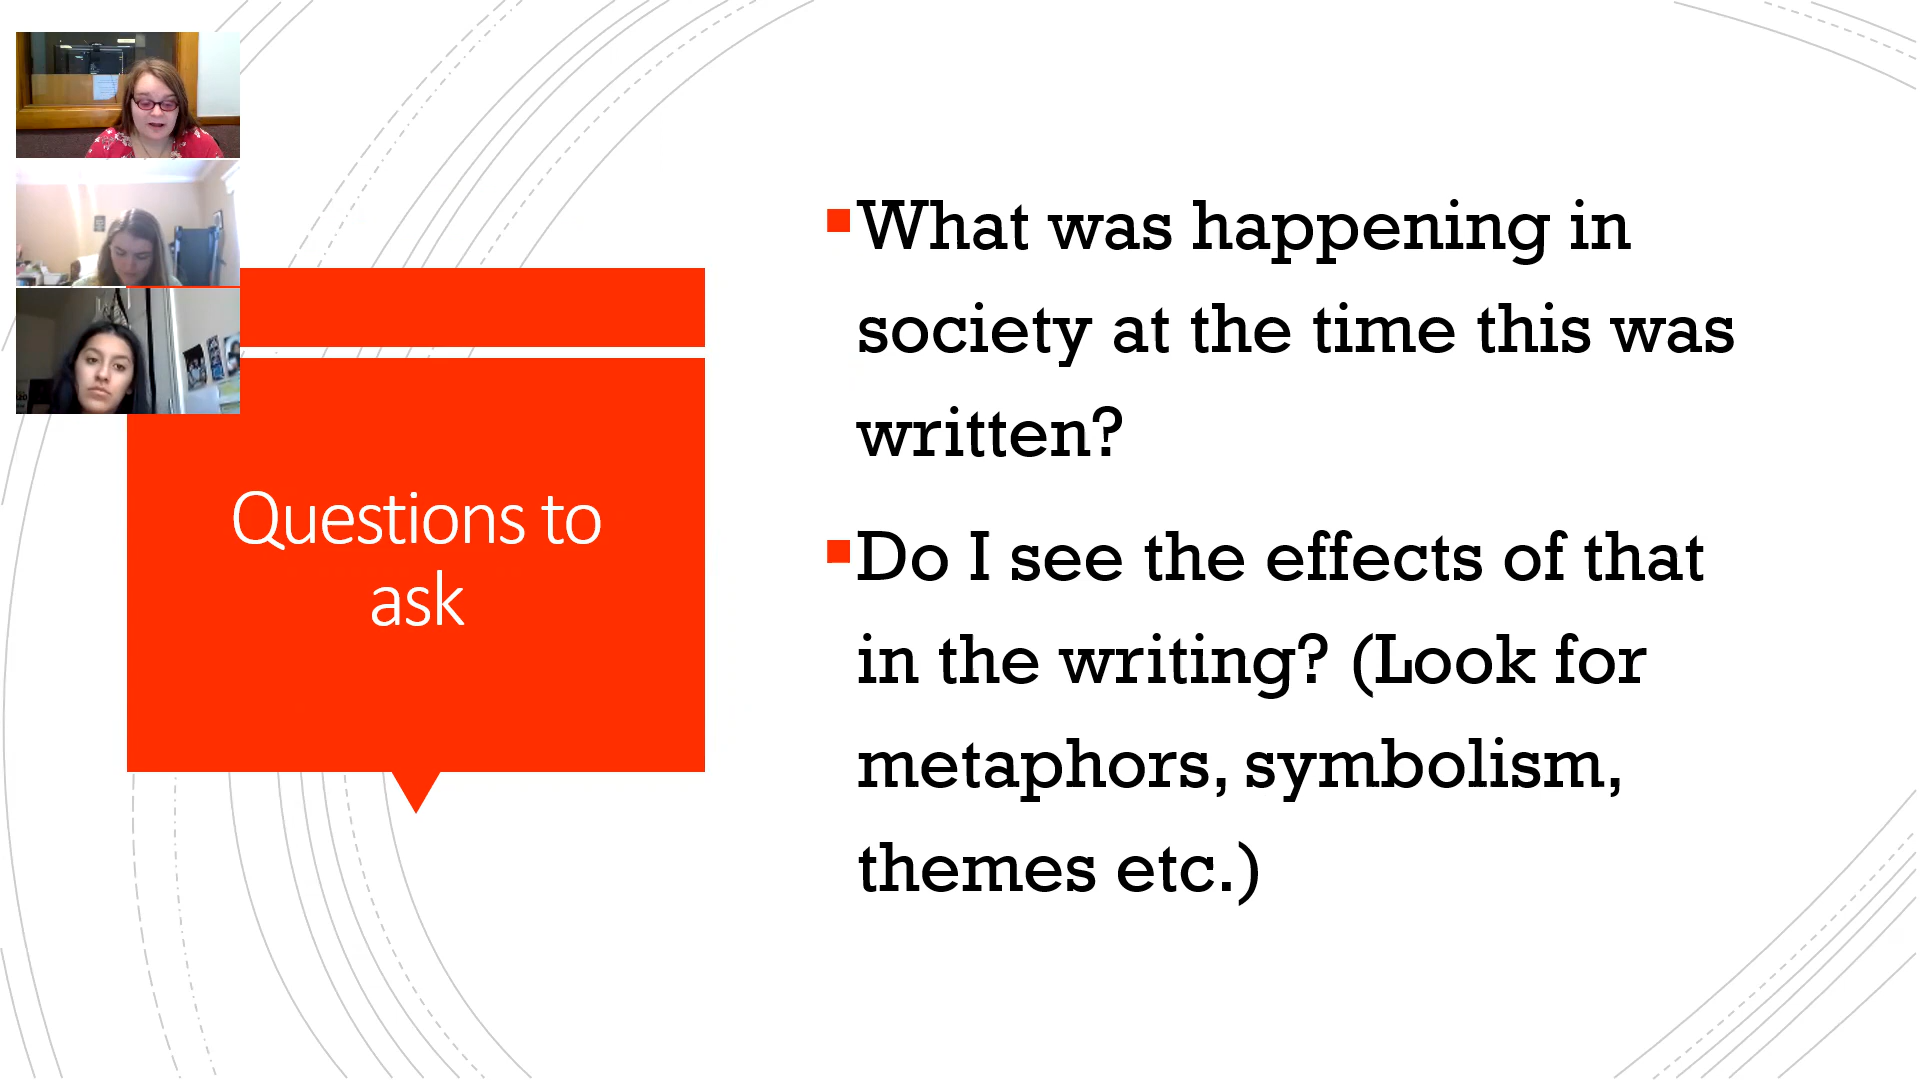 Questions to
ask
What was happening in
society at the time this was
written?
Do I see the effects of that
in the writing? (Look for
metaphors, symbolism,
themes etc.)